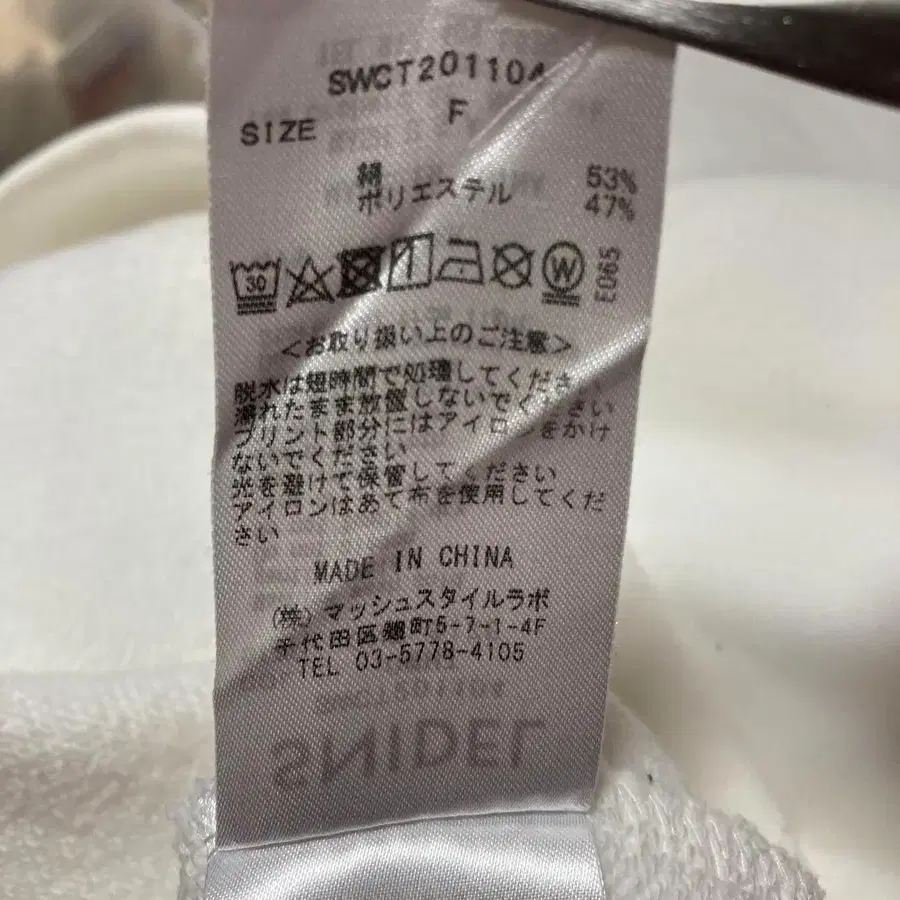 SWCT201104
SIZE F
綿 53%
ポリエステル 47%
30 W E065
<お取り扱い上のご注意>
脱水は短時間で処理してください
濡れたまま放置しないでください
プリント部分にはアイロンをかけ
ないでください
光を避けて保管してください
アイロンはあて布を使用してくだ
さい
MADE IN CHINA
(株)マッシュスタイルラボ
千代田区麹町5-7-1-4F
TEL 03-5778-4105
SWCT201104
SNIDEL